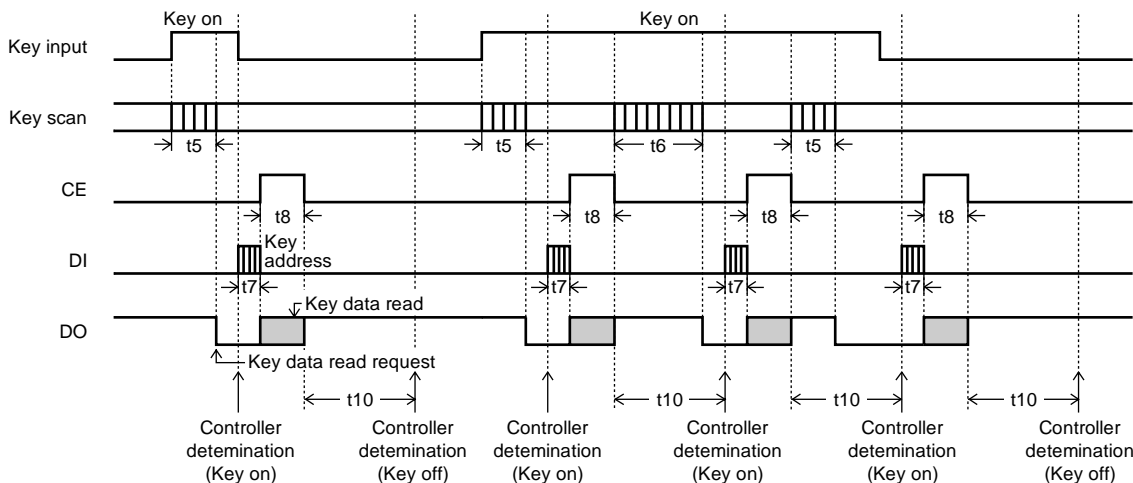 Key on
Key on
Key input
Key scan
t5
t5
t6
t5
CE
t8
t8
t8
t8
DI
Key
address
t7
t7
t7
t7
Key data read
DO
Key data read request
t10
t10
t10
t10
Controller
detemination
(Key on)
Controller
detemination
(Key off)
Controller
detemination
(Key on)
Controller
detemination
(Key on)
Controller
detemination
(Key on)
Controller
detemination
(Key off)